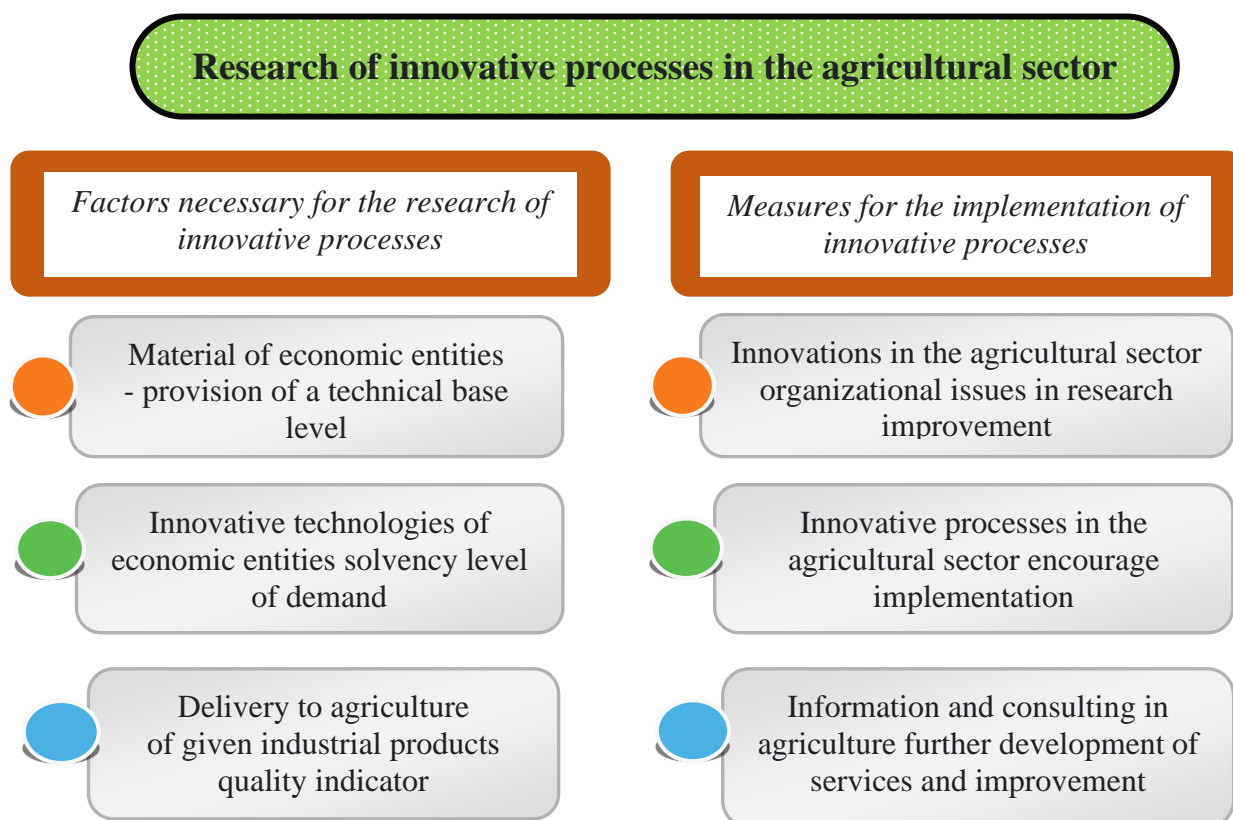 Research of innovative processes in the agricultural sector
Factors necessary for the research of
innovative processes
Material of economic entities
- provision of a technical base
level
Innovative technologies of
economic entities solvency level
of demand
Delivery to agriculture
of given industrial products
quality indicator
Measures for the implementation of
innovative processes
Innovations in the agricultural sector
organizational issues in research
improvement
Innovative processes in the
agricultural sector encourage
implementation
Information and consulting in
agriculture further development of
services and improvement